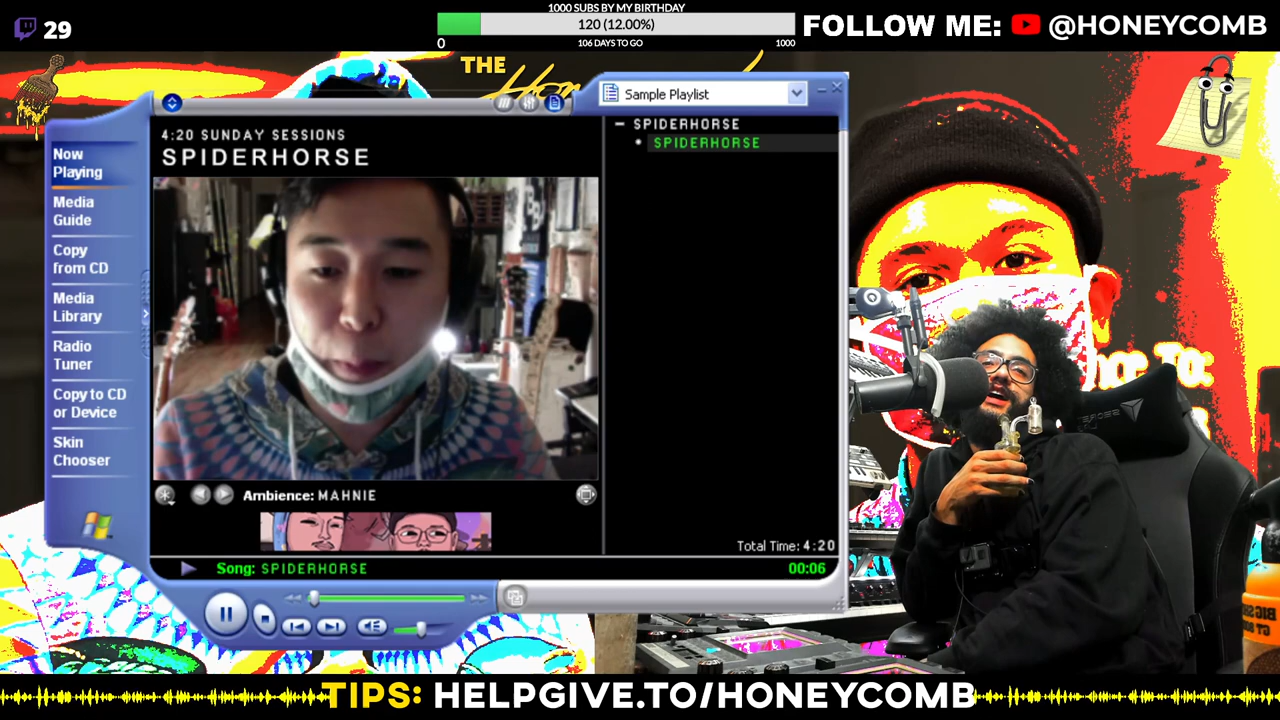 29
1000 SUBS BY MY BIRTHDAY
120 (12.00%)
0
106 DAYS TO GO
1000
FOLLOW ME: @HONEYCOMB
THE
Sample Playlist
4:20 SUNDAY SESSIONS
SPIDERHORSE
SPIDERHORSE
SPIDERHORSE
Now
Playing
Media
Guide
Copy
from CD
Media
Library
Radio
Tuner
Copy to CD
or Device
Skin
Chooser
Ambience: MAHNIE
Total Time: 4:20
Song: SPIDERHORSE
00:06
TO:
TIPS: HELPGIVE.TO/HONEYCOMB